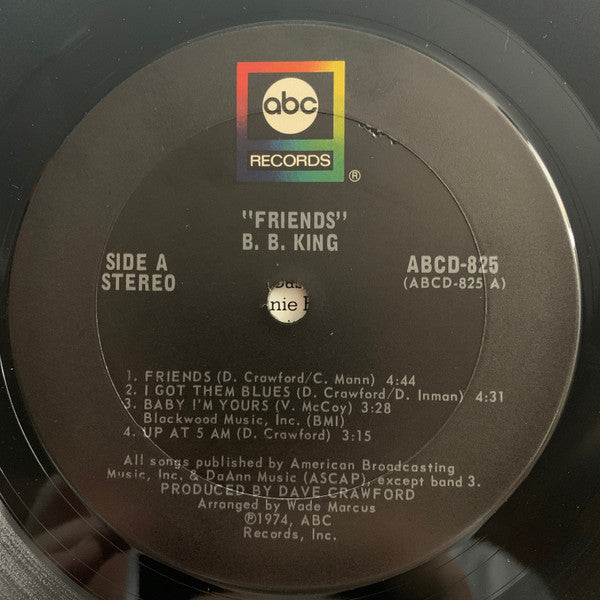 abc
RECORDS
®
"FRIENDS"
B. B. KING
SIDE A
STEREO
ABCD-825
(ABCD-825 A)
nie
1. FRIENDS (D. Crawford/C. Mann) 4:44
2. I GOT THEM BLUES (D. Crawford/D. Inman) 4:31
3. BABY I'M YOURS (V. McCoy) 3:28
Blackwood Music, Inc. (BMI)
4. UP AT 5 AM (D. Crawford) 3:15
All songs published by American Broadcasting
Music, Inc. & DaAnn Music (ASCAP), except band 3.
PRODUCED BY DAVE CRAWFORD
Arranged by Wade Marcus
℗1974, ABC
Records, Inc.